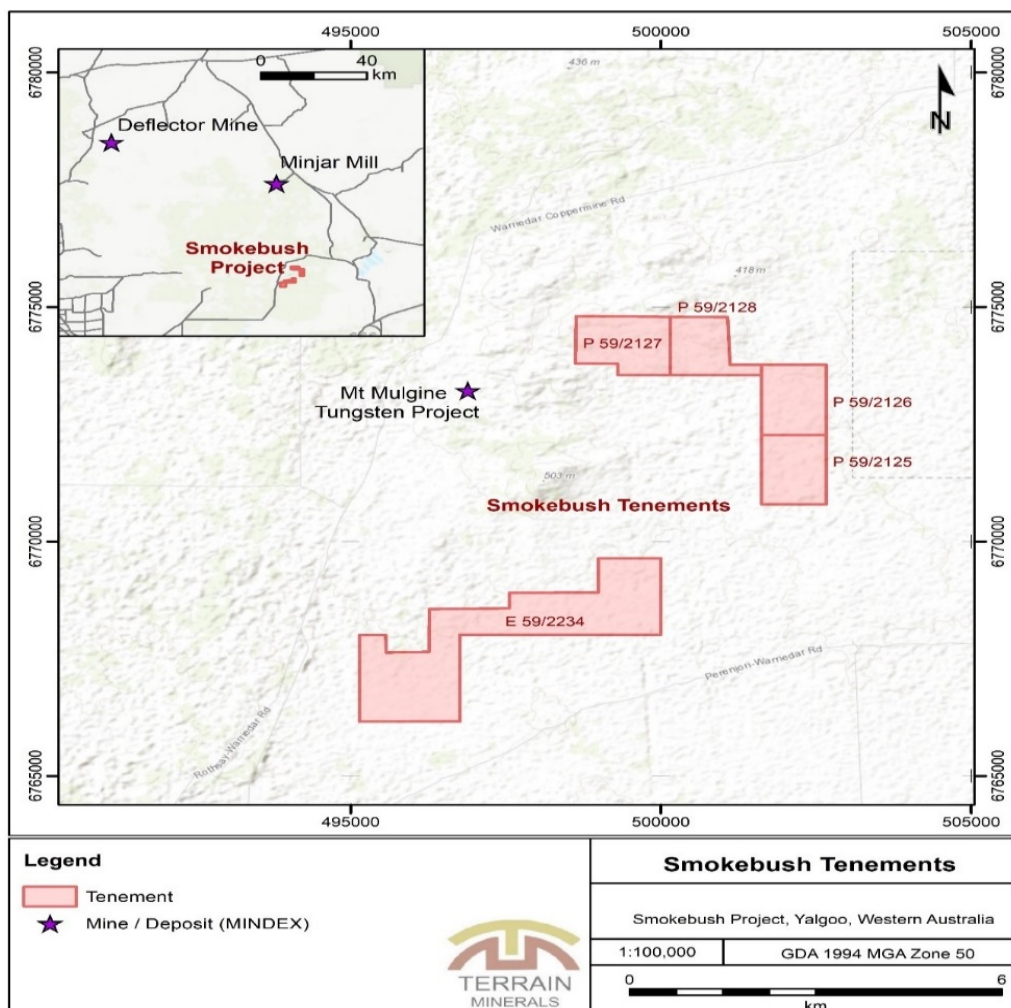 495000
500000
505000
6780000
6775000
6770000
6765000
0 40
km
Deflector Mine
Minjar Mill
Smokebush
Project
436 m
N
6780000
Warriedar Coppermine Rd
418 m
P 59/2128
P 59/2127
6775000
Mt Mulgine
Tungsten Project
P 59/2126
P 59/2125
503 m
Smokebush Tenements
6770000
E 59/2234
Perenjori-Warriedar Rd
Rothsay-Warriedar Rd
6765000
495000
500000
505000
Legend
Tenement
Mine / Deposit (MINDEX)
TERRAIN
MINERALS
Smokebush Tenements
Smokebush Project, Yalgoo, Western Australia
1:100,000
GDA 1994 MGA Zone 50
0 6
km